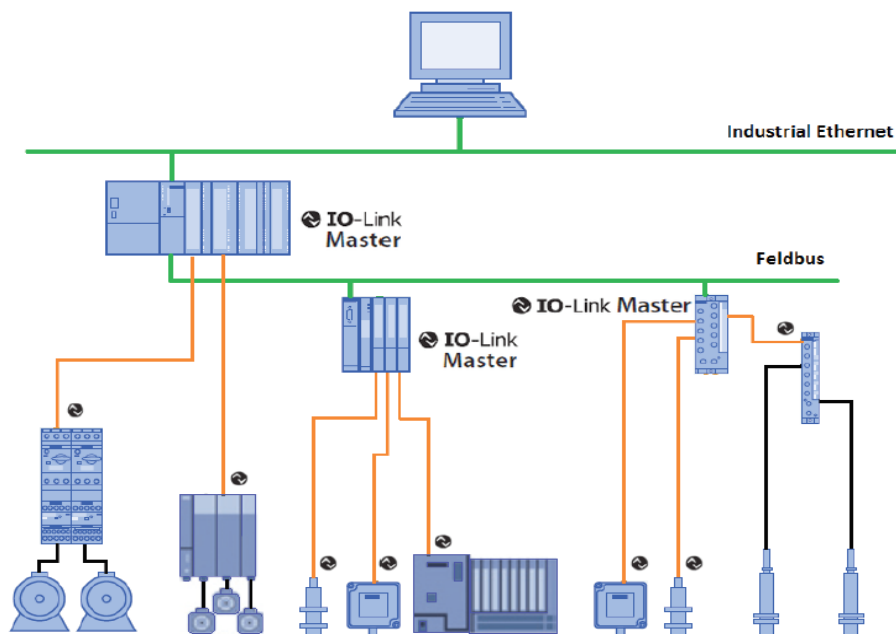 Industrial Ethernet
IO-Link
Master
Feldbus
IO-Link Master
IO-Link
Master